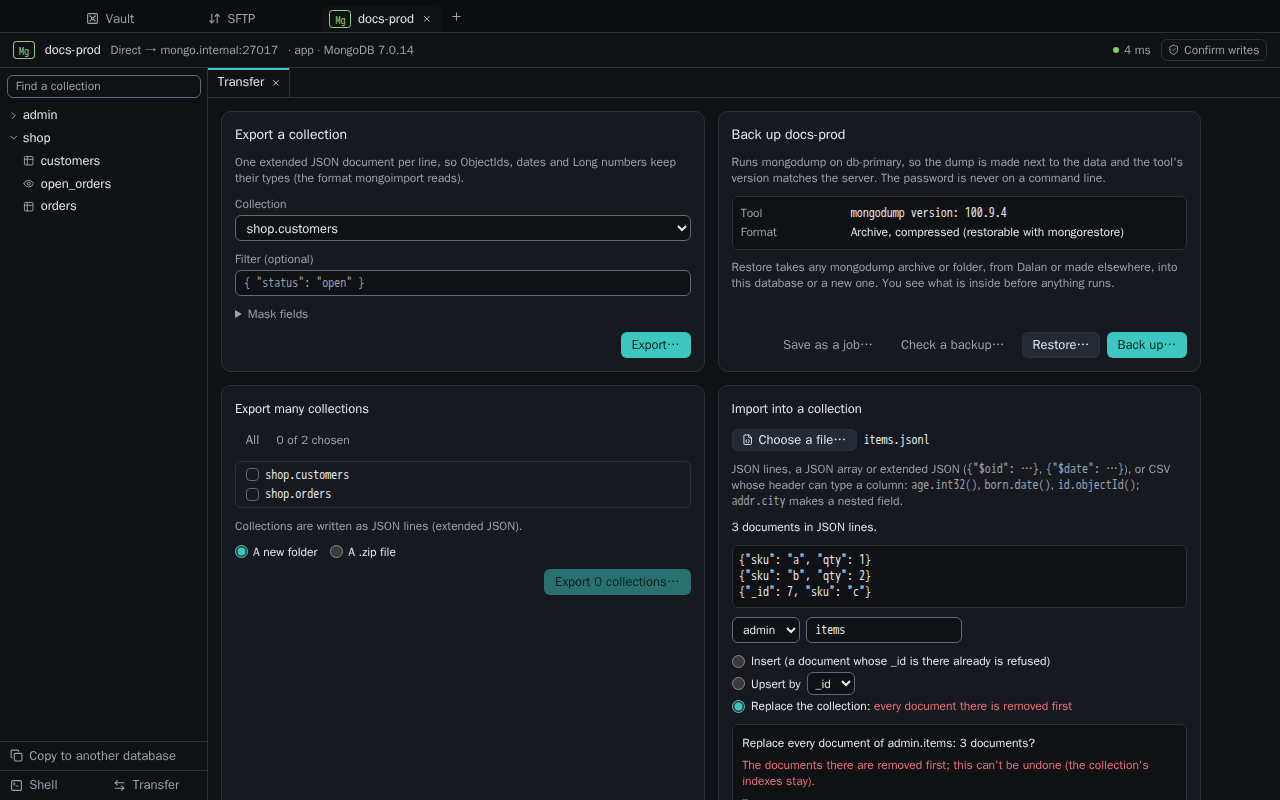 Vault
SFTP
Mg docs-prod ×
+
Mg docs-prod Direct → mongo.internal:27017 · app · MongoDB 7.0.14
4 ms
Confirm writes
Find a collection
admin
shop
customers
open_orders
orders
Copy to another database
Shell
Transfer
Transfer ×
Export a collection
One extended JSON document per line, so ObjectIds, dates and Long numbers keep
their types (the format mongoimport reads).
Collection
shop.customers
Filter (optional)
{ "status": "open" }
Mask fields
Export···
Back up docs-prod
Runs mongodump on db-primary, so the dump is made next to the data and the tool's
version matches the server. The password is never on a command line.
Tool mongodump version: 100.9.4
Format Archive, compressed (restorable with mongorestore)
Restore takes any mongodump archive or folder, from Dalan or made elsewhere, into
this database or a new one. You see what is inside before anything runs.
Save as a job···
Check a backup···
Restore···
Back up···
Export many collections
All 0 of 2 chosen
shop.customers
shop.orders
Collections are written as JSON lines (extended JSON).
A new folder
A .zip file
Export 0 collections···
Import into a collection
Choose a file··· items.jsonl
JSON lines, a JSON array or extended JSON ({"$oid": ···}, {"$date": ···}), or CSV
whose header can type a column: age.int32(), born.date(), id.objectId();
addr.city makes a nested field.
3 documents in JSON lines.
{"sku": "a", "qty": 1}
{"sku": "b", "qty": 2}
{"_id": 7, "sku": "c"}
admin items
Insert (a document whose _id is there already is refused)
Upsert by _id
Replace the collection: every document there is removed first
Replace every document of admin.items: 3 documents?
The documents there are removed first; this can't be undone (the collection's
indexes stay).